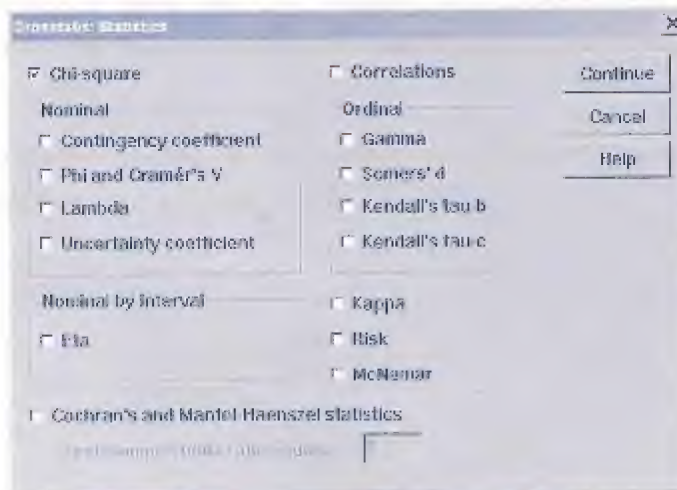 Crosstabs: Statistics
Chi-square
Correlations
Continue
Nominal
Ordinal
Cancel
Contingency coefficient
Gamma
Help
Phi and Cramér's V
Somers' d
Lambda
Kendall's tau-b
Uncertainty coefficient
Kendall's tau-c
Nominal by Interval
Kappa
Eta
Risk
McNemar
Cochran's and Mantel-Haenszel statistics